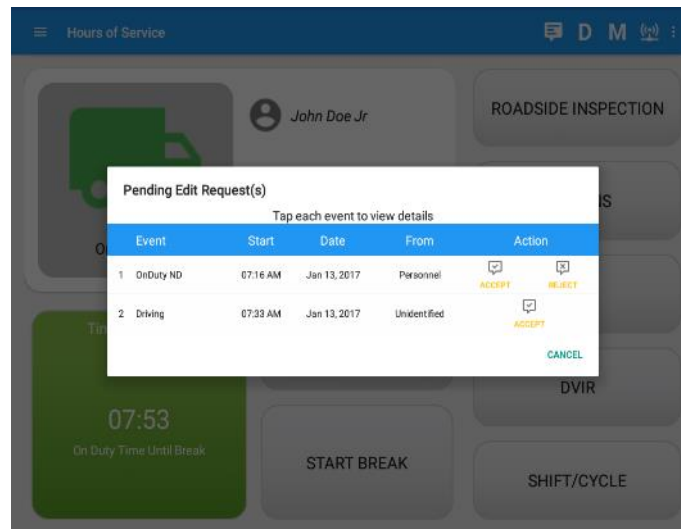 Hours of Service
D M
John Doe Jr
ROADSIDE INSPECTION
Pending Edit Request(s)
Tap each event to view details
Event Start Date From Action
1 OnDuty ND 07:16 AM Jan 13, 2017 Personnel ACCEPT REJECT
2 Driving 07:33 AM Jan 13, 2017 Unidentified ACCEPT
CANCEL
07:53
On Duty Time Until Break
START BREAK
DVIR
SHIFT/CYCLE